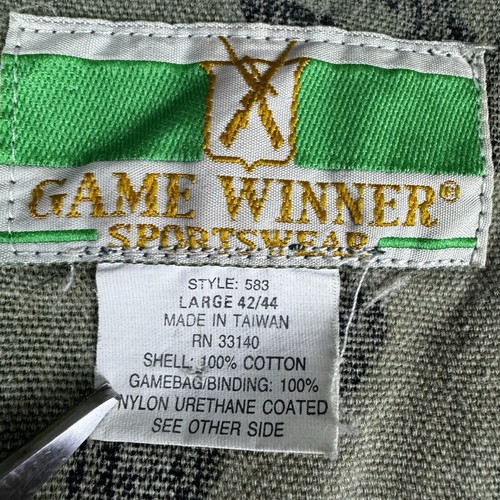 GAME WINNER®
SPORTSWEAR
STYLE: 583
LARGE 42/44
MADE IN TAIWAN
RN 33140
SHELL: 100% COTTON
GAMEBAG/BINDING: 100%
NYLON URETHANE COATED
SEE OTHER SIDE